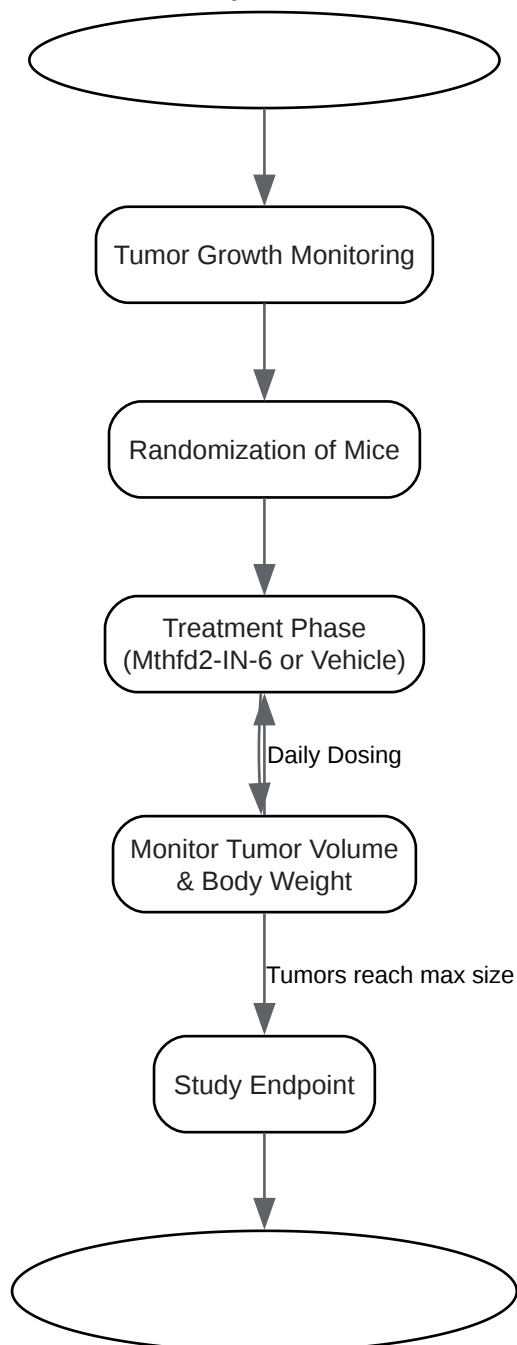 Tumor Growth Monitoring
Randomization of Mice
Treatment Phase
(Mthfd2-IN-6 or Vehicle)
Daily Dosing
Monitor Tumor Volume
& Body Weight
Tumors reach max size
Study Endpoint